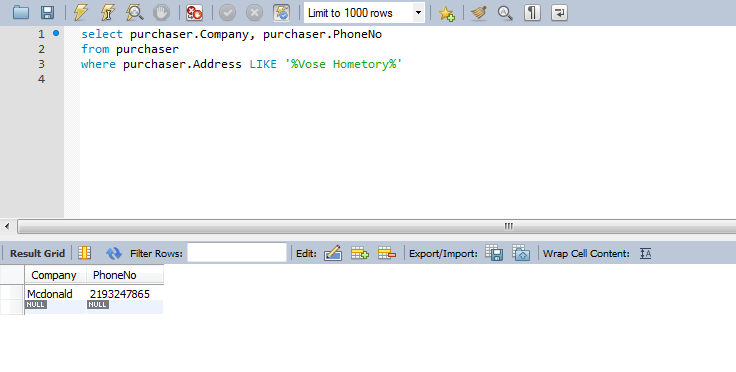 Limit to 1000 rows
1 select purchaser.Company, purchaser.PhoneNo
2 from purchaser
3 where purchaser.Address LIKE '%Vose Hometory%'
4
Result Grid Filter Rows: Edit: Export/Import: Wrap Cell Content:
Company PhoneNo
Mcdonald 2193247865
NULL NULL